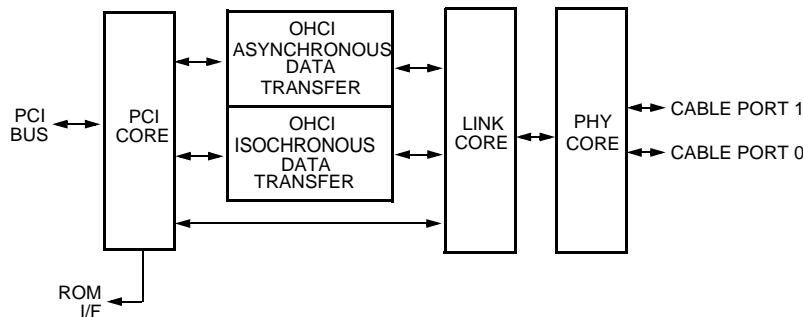 OHCI
ASYNCHRONOUS
DATA
TRANSFER
OHCI
ISOCHRONOUS
DATA
TRANSFER
PCI
BUS
PCI
CORE
LINK
CORE
PHY
CORE
CABLE PORT 1
CABLE PORT 0
ROM
I/F